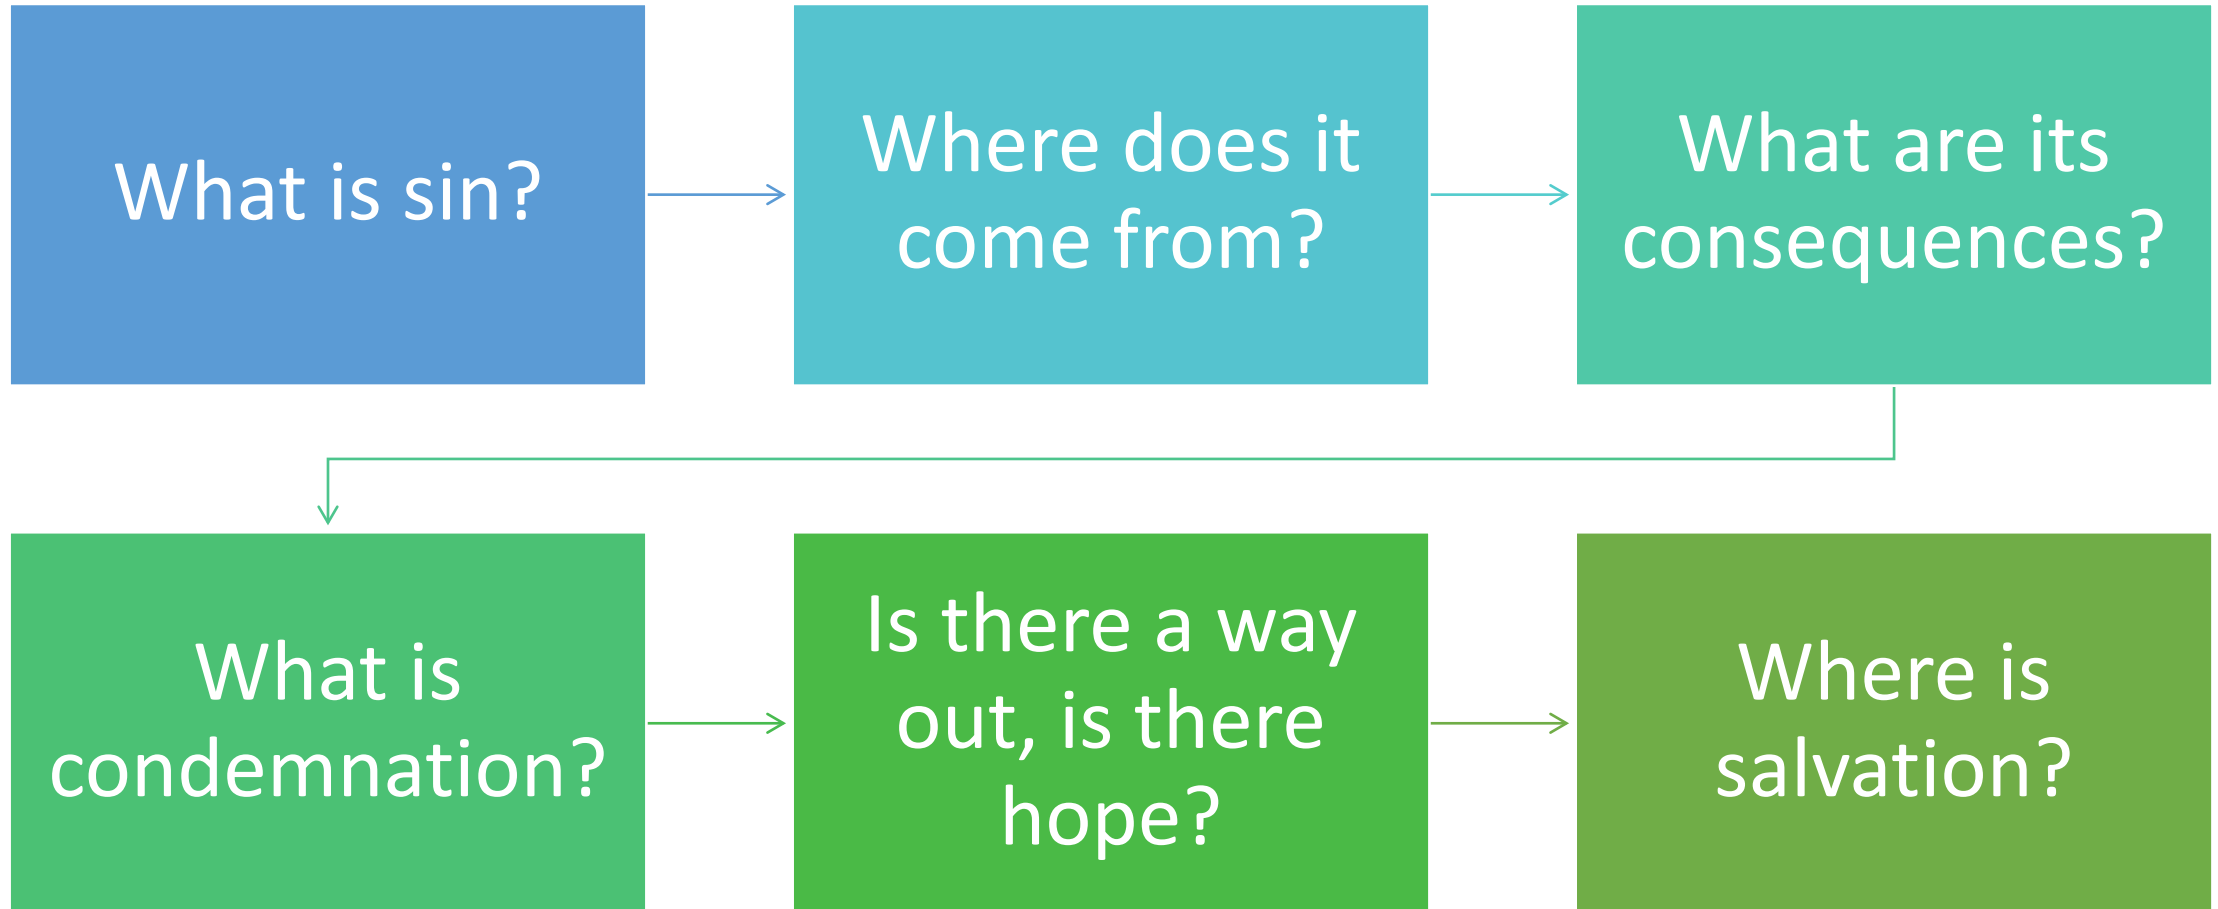 What is sin?
Where does it
come from?
What are its
consequences?
What is
condemnation?
Is there a way
out, is there
hope?
Where is
salvation?